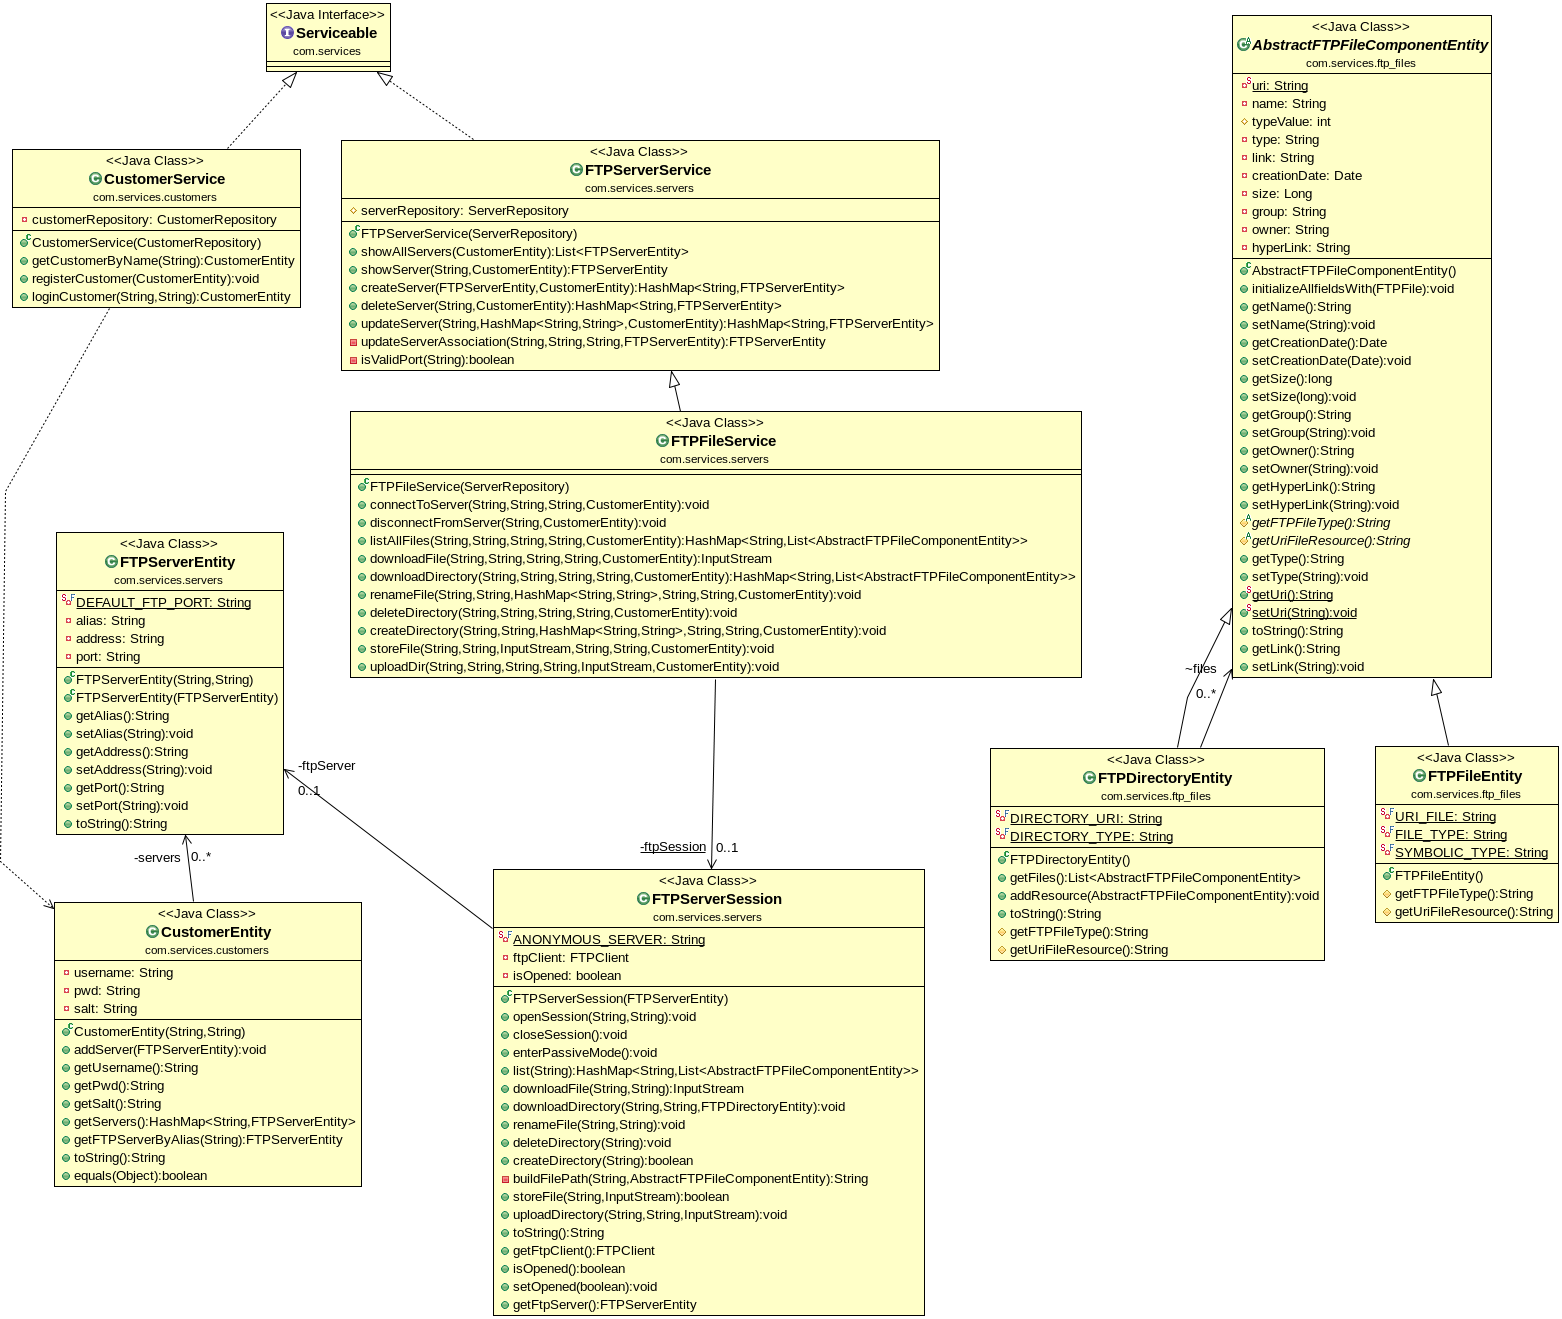 <<Java Interface>>
Serviceable
com.services
<<Java Class>>
CustomerService
com.services.customers
customerRepository: CustomerRepository
CustomerService(CustomerRepository)
getCustomerByName(String):CustomerEntity
registerCustomer(CustomerEntity):void
loginCustomer(String,String):CustomerEntity
<<Java Class>>
FTPServerService
com.services.servers
serverRepository: ServerRepository
FTPServerService(ServerRepository)
showAllServers(CustomerEntity):List<FTPServerEntity>
showServer(String,CustomerEntity):FTPServerEntity
createServer(FTPServerEntity,CustomerEntity):HashMap<String,FTPServerEntity>
deleteServer(String,CustomerEntity):HashMap<String,FTPServerEntity>
updateServer(String,HashMap<String,String>,CustomerEntity):HashMap<String,FTPServerEntity>
updateServerAssociation(String,String,String,FTPServerEntity):FTPServerEntity
isValidPort(String):boolean
<<Java Class>>
FTPFileService
com.services.servers
FTPFileService(ServerRepository)
connectToServer(String,String,String,CustomerEntity):void
disconnectFromServer(String,CustomerEntity):void
listAllFiles(String,String,String,String,CustomerEntity):HashMap<String,List<AbstractFTPFileComponentEntity>>
downloadFile(String,String,String,String,CustomerEntity):InputStream
downloadDirectory(String,String,String,String,CustomerEntity):HashMap<String,List<AbstractFTPFileComponentEntity>>
renameFile(String,String,HashMap<String,String>,String,String,CustomerEntity):void
deleteDirectory(String,String,String,String,CustomerEntity):void
createDirectory(String,String,HashMap<String,String>,String,String,CustomerEntity):void
storeFile(String,String,InputStream,String,String,CustomerEntity):void
uploadDir(String,String,String,String,InputStream,CustomerEntity):void
<<Java Class>>
FTPServerEntity
com.services.servers
DEFAULT_FTP_PORT: String
alias: String
address: String
port: String
FTPServerEntity(String,String)
FTPServerEntity(FTPServerEntity)
getAlias():String
setAlias(String):void
getAddress():String
setAddress(String):void
getPort():String
setPort(String):void
toString():String
-servers 0..*
-ftpServer
0..1
-ftpSession 0..1
<<Java Class>>
CustomerEntity
com.services.customers
username: String
pwd: String
salt: String
CustomerEntity(String,String)
addServer(FTPServerEntity):void
getUsername():String
getPwd():String
getSalt():String
getServers():HashMap<String,FTPServerEntity>
getFTPServerByAlias(String):FTPServerEntity
toString():String
equals(Object):boolean
<<Java Class>>
FTPServerSession
com.services.servers
ANONYMOUS_SERVER: String
ftpClient: FTPClient
isOpened: boolean
FTPServerSession(FTPServerEntity)
openSession(String,String):void
closeSession():void
enterPassiveMode():void
list(String):HashMap<String,List<AbstractFTPFileComponentEntity>>
downloadFile(String,String):InputStream
downloadDirectory(String,String,FTPDirectoryEntity):void
renameFile(String,String):void
deleteDirectory(String):void
createDirectory(String):boolean
buildFilePath(String,AbstractFTPFileComponentEntity):String
storeFile(String,InputStream):boolean
uploadDirectory(String,String,InputStream):void
toString():String
getFtpClient():FTPClient
isOpened():boolean
setOpened(boolean):void
getFtpServer():FTPServerEntity
<<Java Class>>
AbstractFTPFileComponentEntity
com.services.ftp_files
uri: String
name: String
typeValue: int
type: String
link: String
creationDate: Date
size: Long
group: String
owner: String
hyperLink: String
AbstractFTPFileComponentEntity()
initializeAllfieldsWith(FTPFile):void
getName():String
setName(String):void
getCreationDate():Date
setCreationDate(Date):void
getSize():long
setSize(long):void
getGroup():String
setGroup(String):void
getOwner():String
setOwner(String):void
getHyperLink():String
setHyperLink(String):void
getFTPFileType():String
getUriFileResource():String
getType():String
setType(String):void
getUri():String
setUri(String):void
toString():String
getLink():String
setLink(String):void
~files
0..*
<<Java Class>>
FTPDirectoryEntity
com.services.ftp_files
DIRECTORY_URI: String
DIRECTORY_TYPE: String
FTPDirectoryEntity()
getFiles():List<AbstractFTPFileComponentEntity>
addResource(AbstractFTPFileComponentEntity):void
toString():String
getFTPFileType():String
getUriFileResource():String
<<Java Class>>
FTPFileEntity
com.services.ftp_files
URI_FILE: String
FILE_TYPE: String
SYMBOLIC_TYPE: String
FTPFileEntity()
getFTPFileType():String
getUriFileResource():String